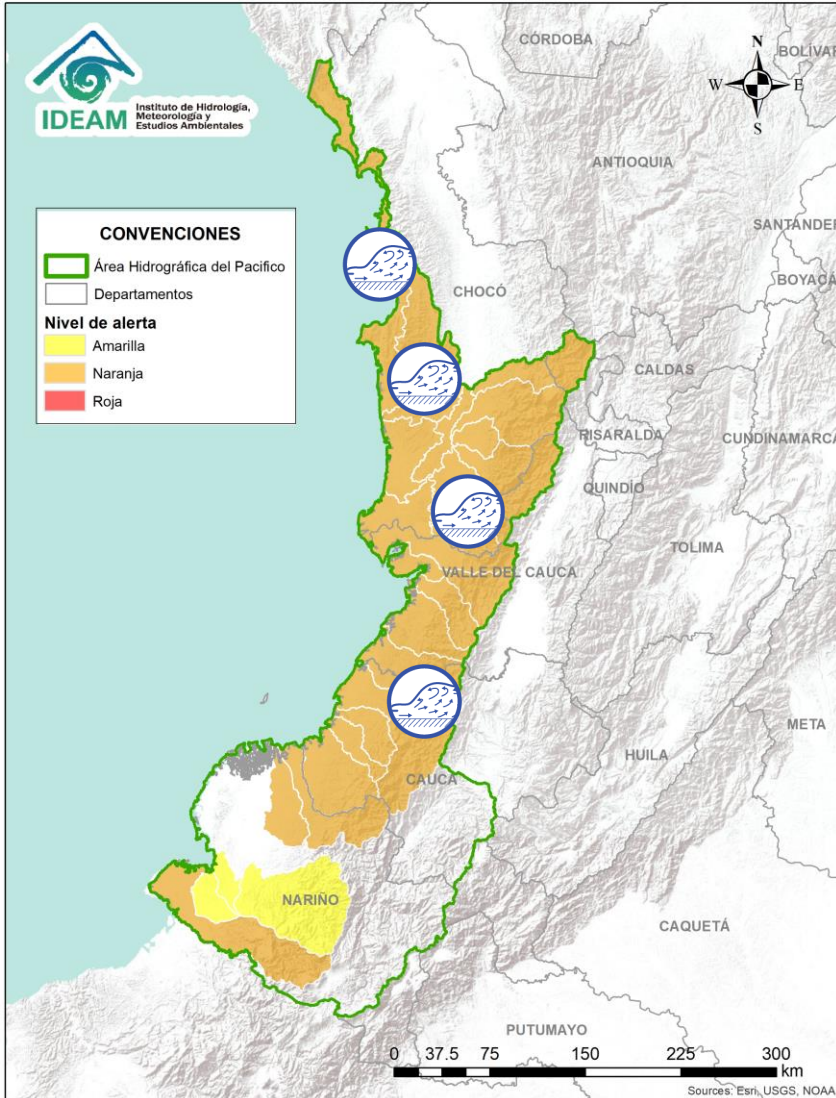 IDEAM
Instituto de Hidrología,
Meteorología y
Estudios Ambientales
CÓRDOBA
BOLÍVAR
N
W
E
S
ANTIOQUIA
CONVENCIONES
Área Hidrográfica del Pacifico
Departamentos
Nivel de alerta
Amarilla
Naranja
Roja
SANTANDER
BOYACÁ
CHOCÓ
CALDAS
RISARALDA
CUNDINAMARCA
QUINDÍO
TOLIMA
VALLE DEL CAUCA
META
HUILA
CAUCA
NARIÑO
CAQUETÁ
PUTUMAYO
0 37.5 75 150 225 300
km
Sources: Esri, USGS, NOAA